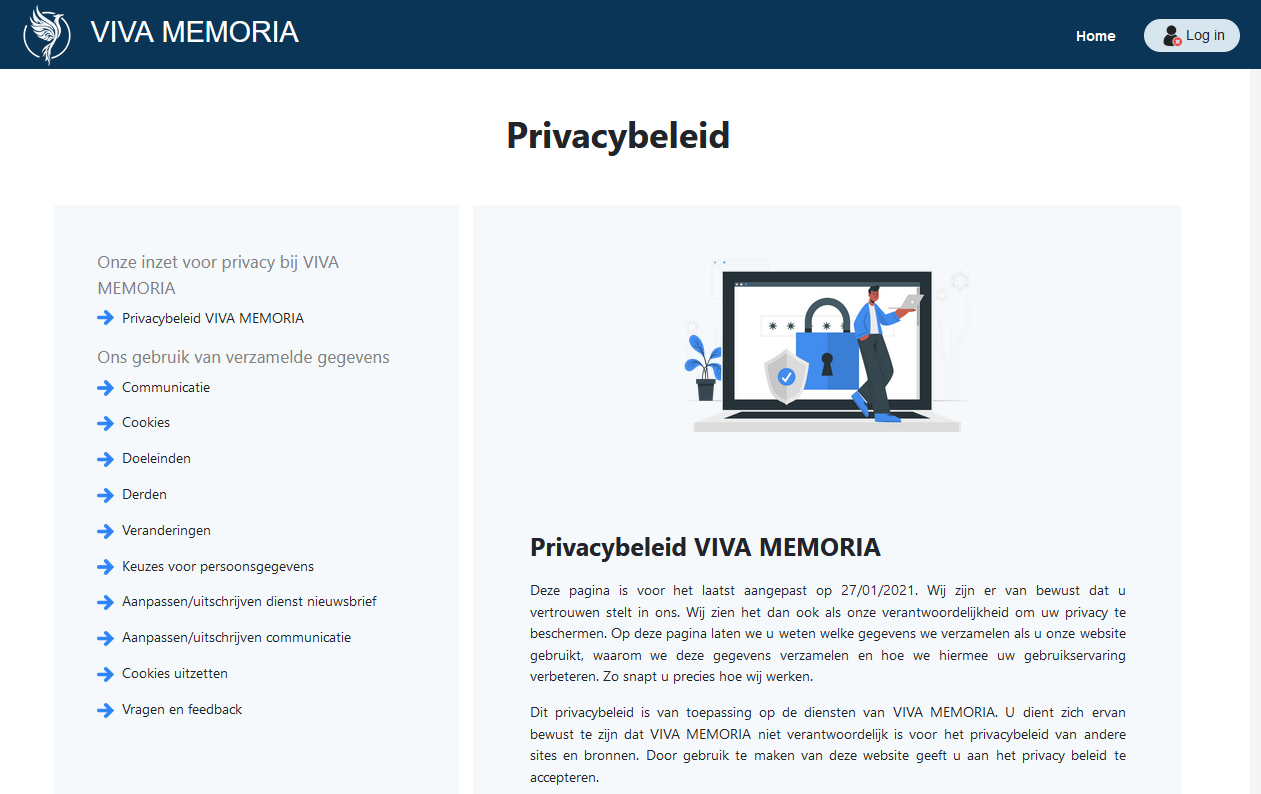 VIVA MEMORIA
Home
Log in
Privacybeleid
Onze inzet voor privacy bij VIVA
MEMORIA
Privacybeleid VIVA MEMORIA
Ons gebruik van verzamelde gegevens
Communicatie
Cookies
Doeleinden
Derden
Veranderingen
Keuzes voor persoonsgegevens
Aanpassen/uitschrijven dienst nieuwsbrief
Aanpassen/uitschrijven communicatie
Cookies uitzetten
Vragen en feedback
Privacybeleid VIVA MEMORIA
Deze pagina is voor het laatst aangepast op 27/01/2021. Wij zijn er van bewust dat u
vertrouwen stelt in ons. Wij zien het dan ook als onze verantwoordelijkheid om uw privacy te
beschermen. Op deze pagina laten we u weten welke gegevens we verzamelen als u onze website
gebruikt, waarom we deze gegevens verzamelen en hoe we hiermee uw gebruikservaring
verbeteren. Zo snapt u precies hoe wij werken.
Dit privacybeleid is van toepassing op de diensten van VIVA MEMORIA. U dient zich ervan
bewust te zijn dat VIVA MEMORIA niet verantwoordelijk is voor het privacybeleid van andere
sites en bronnen. Door gebruik te maken van deze website geeft u aan het privacy beleid te
accepteren.